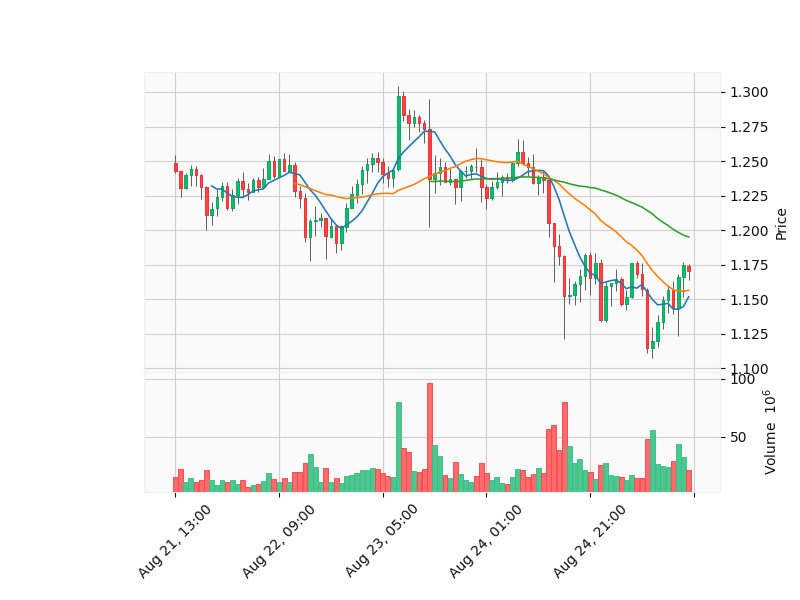 1.300
1.275
1.250
1.225
1.200
1.175
1.150
1.125
1.100
Price
100
50
Volume 10^6
Aug 21, 13:00
Aug 22, 09:00
Aug 23, 05:00
Aug 24, 01:00
Aug 24, 21:00